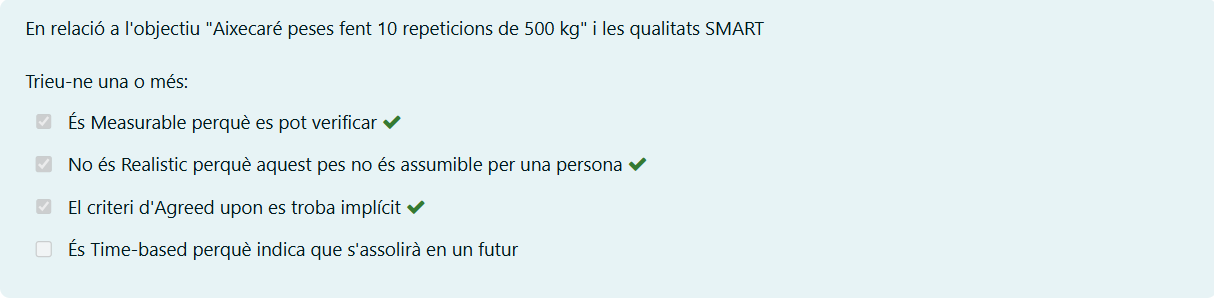 En relació a l'objectiu "Aixecaré peses fent 10 repeticions de 500 kg" i les qualitats SMART
Trieu-ne una o més:
És Measurable perquè es pot verificar
No és Realistic perquè aquest pes no és assumible per una persona
El criteri d'Agreed upon es troba implícit
És Time-based perquè indica que s'assolirà en un futur